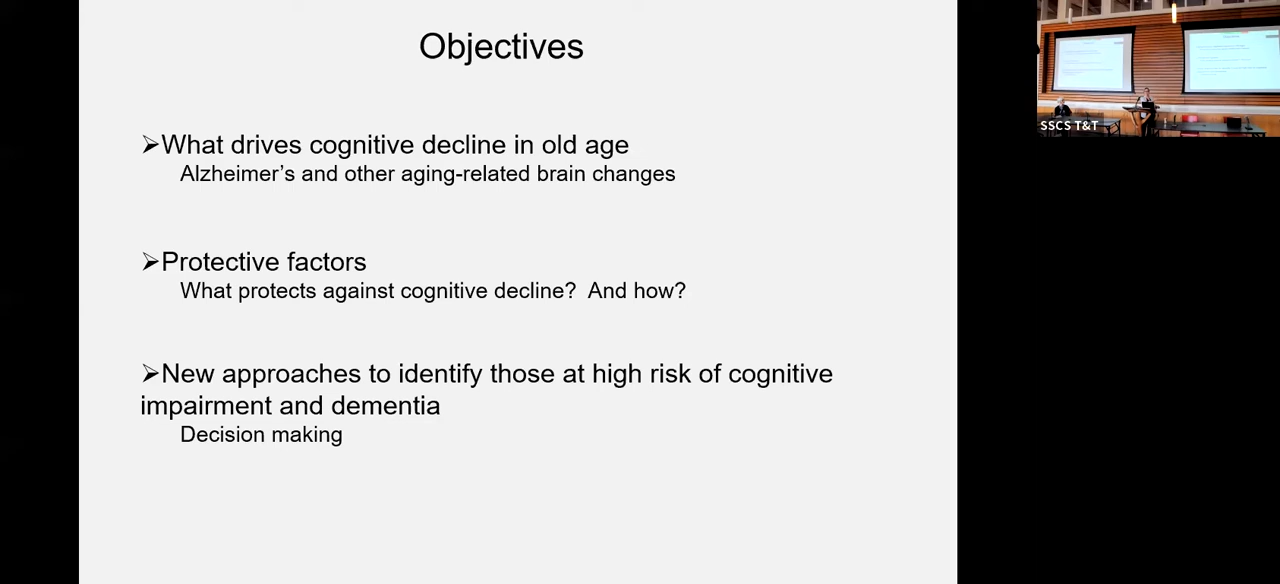 Objectives
➢What drives cognitive decline in old age
Alzheimer's and other aging-related brain changes
➢Protective factors
What protects against cognitive decline?  And how?
➢New approaches to identify those at high risk of cognitive
impairment and dementia
Decision making
SSCS T&T